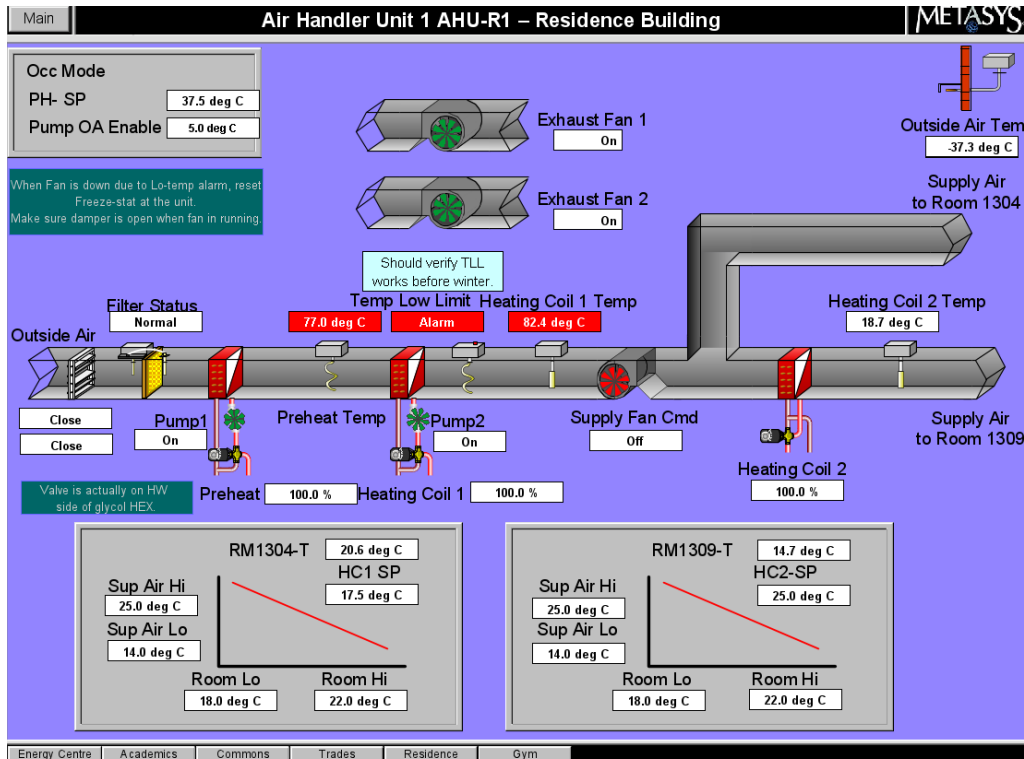 Main
Air Handler Unit 1 AHU-R1 – Residence Building
METASYS
Occ Mode
PH- SP
37.5 deg C
Pump OA Enable
5.0 deg C
When Fan is down due to Lo-temp alarm, reset
Freeze-stat at the unit.
Make sure damper is open when fan in running.
Exhaust Fan 1
On
Exhaust Fan 2
On
Outside Air Tem
-37.3 deg C
Supply Air
to Room 1304
Should verify TLL
works before winter.
Filter Status
Normal
Temp Low Limit
77.0 deg C
Alarm
Heating Coil 1 Temp
82.4 deg C
Heating Coil 2 Temp
18.7 deg C
Outside Air
Close
Close
Pump1
On
Preheat Temp
Pump2
On
Supply Fan Cmd
Off
Supply Air
to Room 1309
Valve is actually on HW
side of glycol HEX.
Preheat
100.0 %
Heating Coil 1
100.0 %
Heating Coil 2
100.0 %
RM1304-T
20.6 deg C
HC1 SP
17.5 deg C
Sup Air Hi
25.0 deg C
Sup Air Lo
14.0 deg C
Room Lo
18.0 deg C
Room Hi
22.0 deg C
RM1309-T
14.7 deg C
HC2-SP
25.0 deg C
Sup Air Hi
25.0 deg C
Sup Air Lo
14.0 deg C
Room Lo
18.0 deg C
Room Hi
22.0 deg C
Energy Centre
Academics
Commons
Trades
Residence
Gym